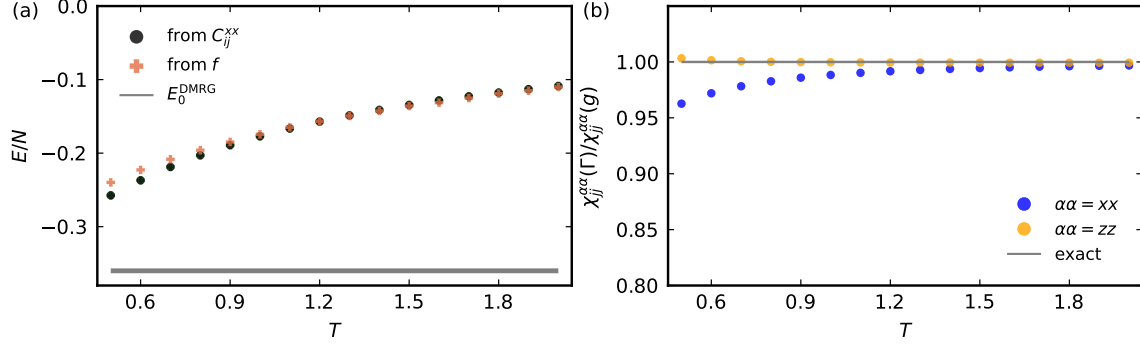 (a)
0.0
−0.1
−0.2
−0.3
E/N
from C_{ij}^{xx}
from f
E_0^{DMRG}
0.6 0.9 1.2 1.5 1.8
T
(b)
1.05
1.00
0.95
0.90
0.85
0.80
χ_{jj}^{αα}(Γ)/χ_{jj}^{αα}(g)
αα = xx
αα = zz
exact
0.6 0.9 1.2 1.5 1.8
T